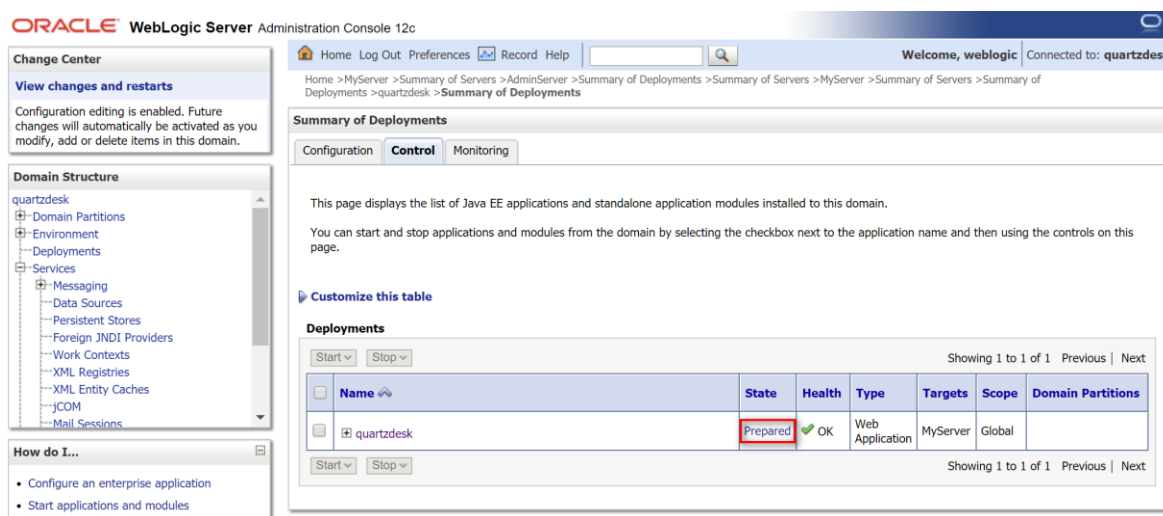 ORACLE WebLogic Server Administration Console 12c
Change Center
View changes and restarts
Configuration editing is enabled. Future
changes will automatically be activated as you
modify, add or delete items in this domain.
Domain Structure
quartzdesk
Domain Partitions
Environment
Deployments
Services
Messaging
Data Sources
Persistent Stores
Foreign JNDI Providers
Work Contexts
XML Registries
XML Entity Caches
jCOM
Mail Sessions
How do I...
Configure an enterprise application
Start applications and modules
Home Log Out Preferences Record Help
Welcome, weblogic Connected to: quartzdes
Home >MyServer >Summary of Servers >AdminServer >Summary of Deployments >Summary of Servers >MyServer >Summary of Servers >Summary of
Deployments >quartzdesk >Summary of Deployments
Summary of Deployments
Configuration Control Monitoring
This page displays the list of Java EE applications and standalone application modules installed to this domain.
You can start and stop applications and modules from the domain by selecting the checkbox next to the application name and then using the controls on this
page.
Customize this table
Deployments
Start Stop Showing 1 to 1 of 1 Previous | Next
Name State Health Type Targets Scope Domain Partitions
quartzdesk Prepared OK Web Application MyServer Global
Start Stop Showing 1 to 1 of 1 Previous | Next